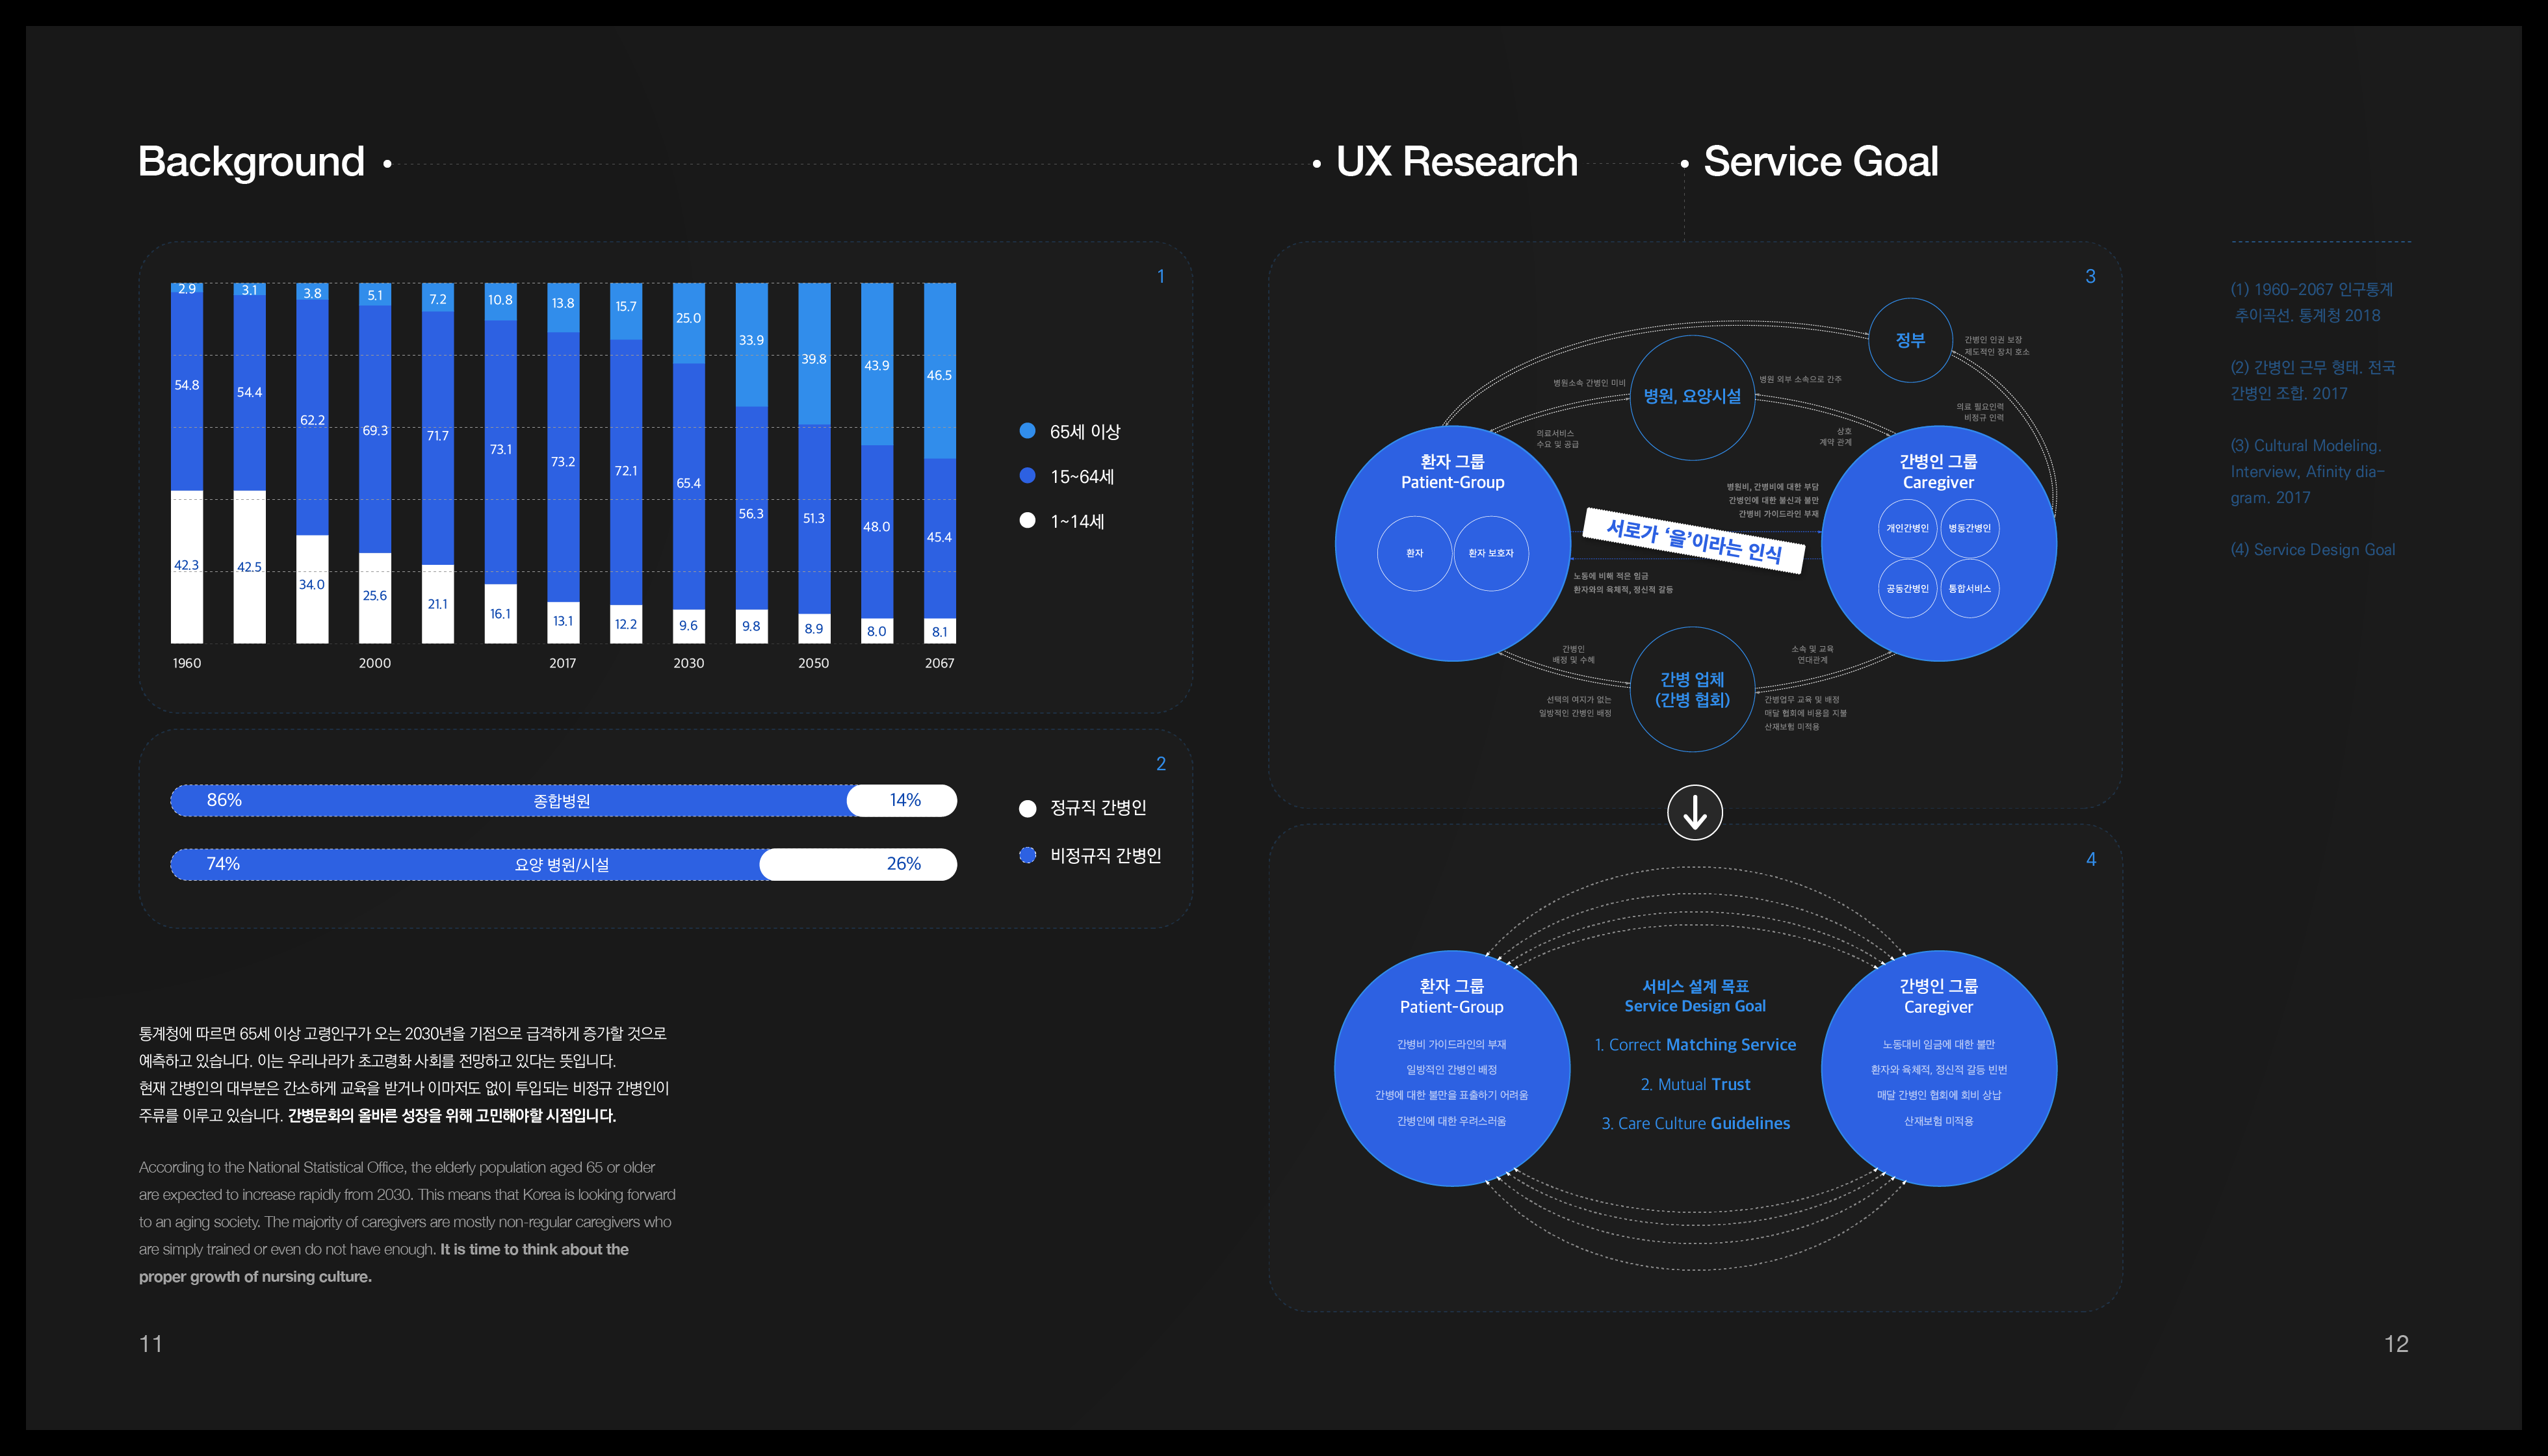 Background
UX Research
Service Goal
1
2.9
3.1
3.8
5.1
7.2
10.8
13.8
15.7
25.0
33.9
39.8
43.9
46.5
54.8
54.4
62.2
69.3
71.7
73.1
73.2
72.1
65.4
56.3
51.3
48.0
45.4
42.3
42.5
34.0
25.6
21.1
16.1
13.1
12.2
9.6
9.8
8.9
8.0
8.1
1960
2000
2017
2030
2050
2067
65세 이상
15~64세
1~14세
2
86%
종합병원
14%
74%
요양 병원/시설
26%
정규직 간병인
비정규직 간병인
통계청에 따르면 65세 이상 고령인구가 오는 2030년을 기점으로 급격하게 증가할 것으로
예측하고 있습니다. 이는 우리나라가 초고령화 사회를 전망하고 있다는 뜻입니다.
현재 간병인의 대부분은 간소하게 교육을 받거나 이마저도 없이 투입되는 비정규 간병인이
주류를 이루고 있습니다. 간병문화의 올바른 성장을 위해 고민해야할 시점입니다.
According to the National Statistical Office, the elderly population aged 65 or older
are expected to increase rapidly from 2030. This means that Korea is looking forward
to an aging society. The majority of caregivers are mostly non-regular caregivers who
are simply trained or even do not have enough. It is time to think about the
proper growth of nursing culture.
11
3
정부
간병인 인권 보장
제도적인 장치 호소
병원, 요양시설
병원소속 간병인 미비
병원 외부 소속으로 간주
의료 필요인력
비정규 인력
의료서비스
수요 및 공급
상호
계약 관계
환자 그룹
Patient-Group
환자
환자 보호자
간병인 그룹
Caregiver
개인간병인
병동간병인
공동간병인
통합서비스
병원비, 간병비에 대한 부담
간병인에 대한 불신과 불만
간병비 가이드라인 부재
서로가 ‘을’이라는 인식
노동에 비해 적은 임금
환자와의 육체적, 정신적 갈등
간병인
배정 및 수혜
소속 및 교육
연대관계
간병 업체
(간병 협회)
선택의 여지가 없는
일방적인 간병인 배정
간병업무 교육 및 배정
매달 협회에 비용을 지불
산재보험 미적용
4
환자 그룹
Patient-Group
간병비 가이드라인의 부재
일방적인 간병인 배정
간병에 대한 불만을 표출하기 어려움
간병인에 대한 우려스러움
서비스 설계 목표
Service Design Goal
1. Correct Matching Service
2. Mutual Trust
3. Care Culture Guidelines
간병인 그룹
Caregiver
노동대비 임금에 대한 불만
환자와 육체적, 정신적 갈등 빈번
매달 간병인 협회에 회비 상납
산재보험 미적용
(1) 1960-2067 인구통계
추이곡선. 통계청 2018
(2) 간병인 근무 형태. 전국
간병인 조합. 2017
(3) Cultural Modeling.
Interview, Afinity dia-
gram. 2017
(4) Service Design Goal
12